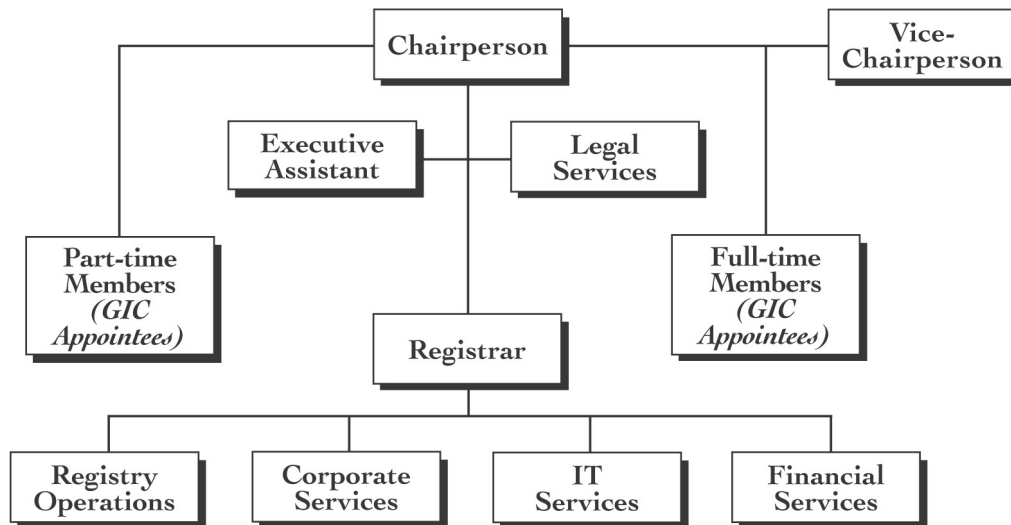 Chairperson
Vice-
Chairperson
Executive
Assistant
Legal
Services
Part-time
Members
(GIC
Appointees)
Full-time
Members
(GIC
Appointees)
Registrar
Registry
Operations
Corporate
Services
IT
Services
Financial
Services